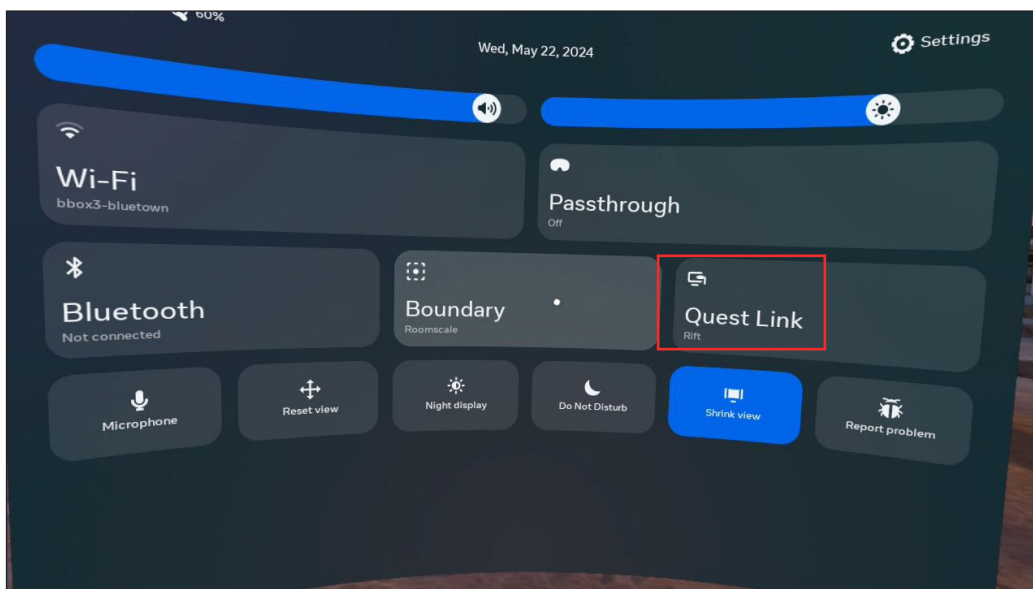 60%
Wed, May 22, 2024
Settings
Wi-Fi
bbox3-bluetown
Passthrough
Off
Bluetooth
Not connected
Boundary
Roomscale
Quest Link
Rift
Microphone
Reset view
Night display
Do Not Disturb
Shrink view
Report problem